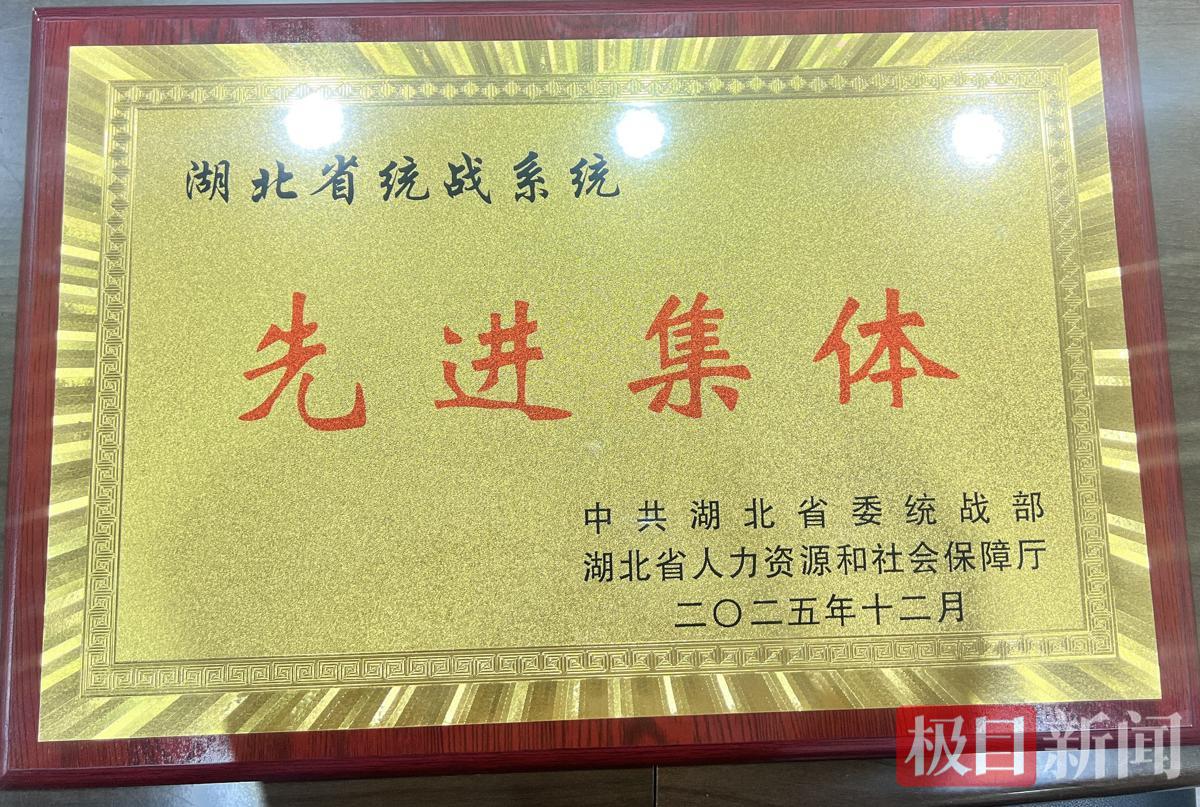 湖北省统战系统
先进集体
中共湖北省委统战部
湖北省人力资源和社会保障厅
二〇二五年十二月
极目新闻